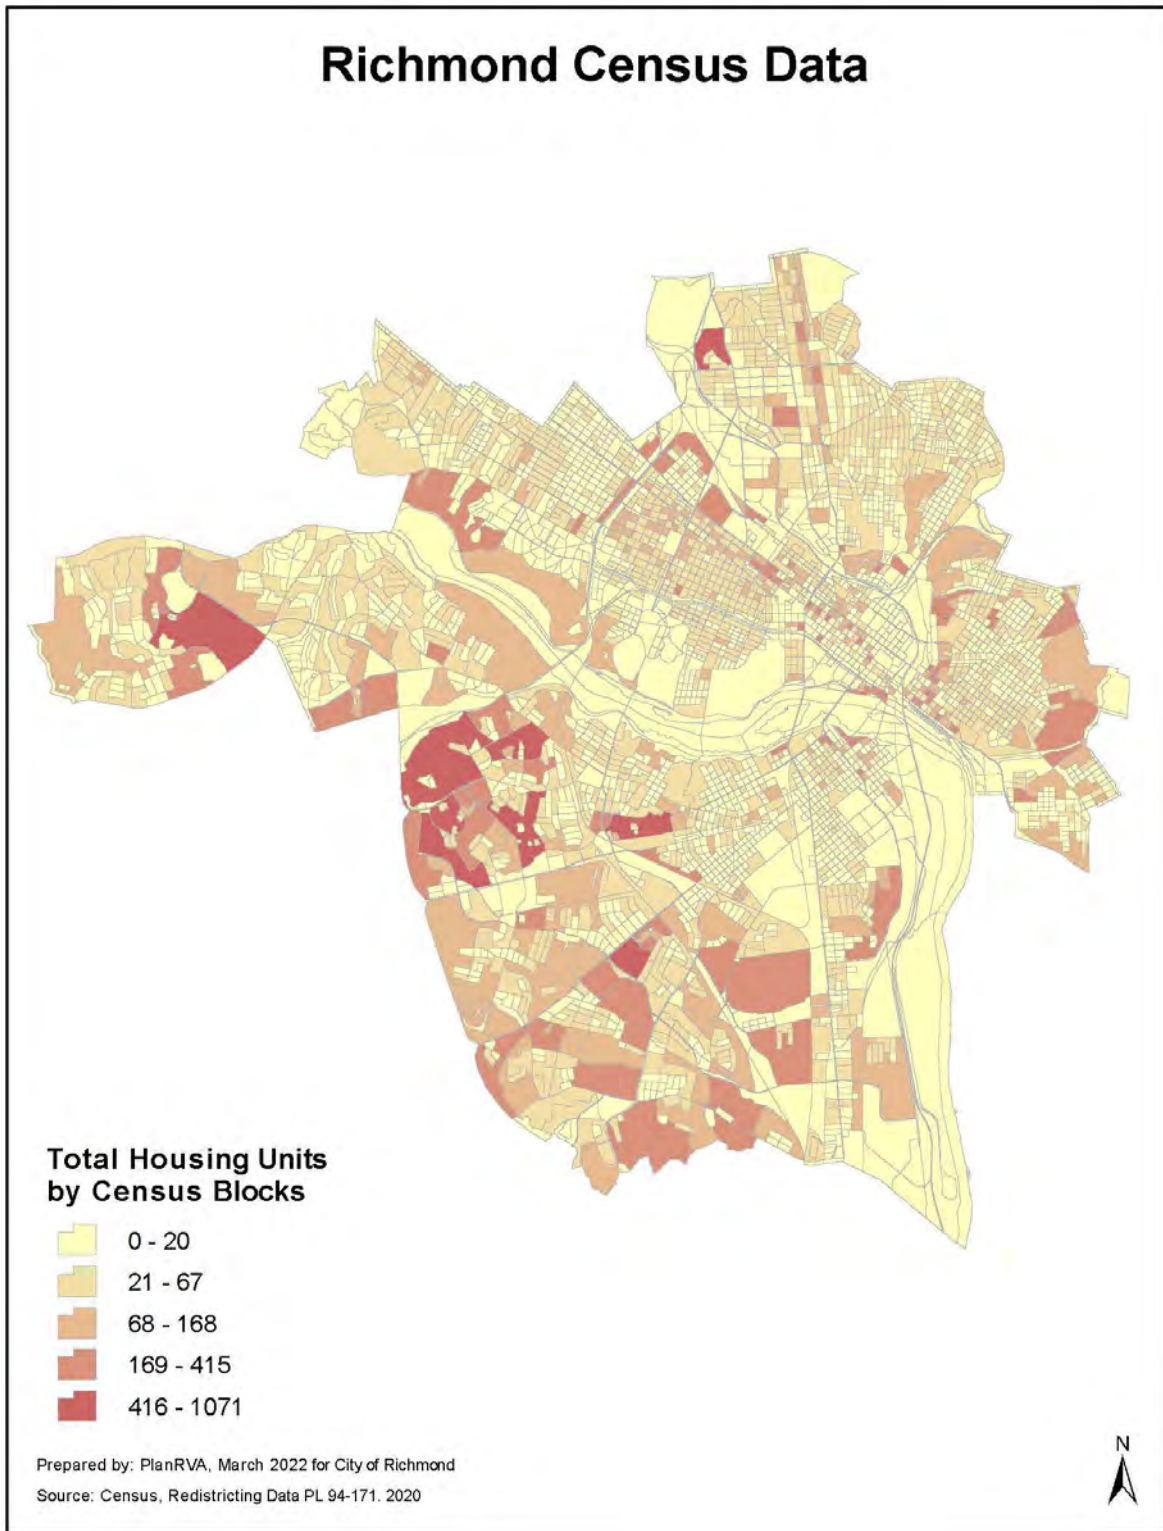 Richmond Census Data
Total Housing Units
by Census Blocks
0 - 20
21 - 67
68 - 168
169 - 415
416 - 1071
Prepared by: PlanRVA, March 2022 for City of Richmond
Source: Census, Redistricting Data PL 94-171. 2020
N